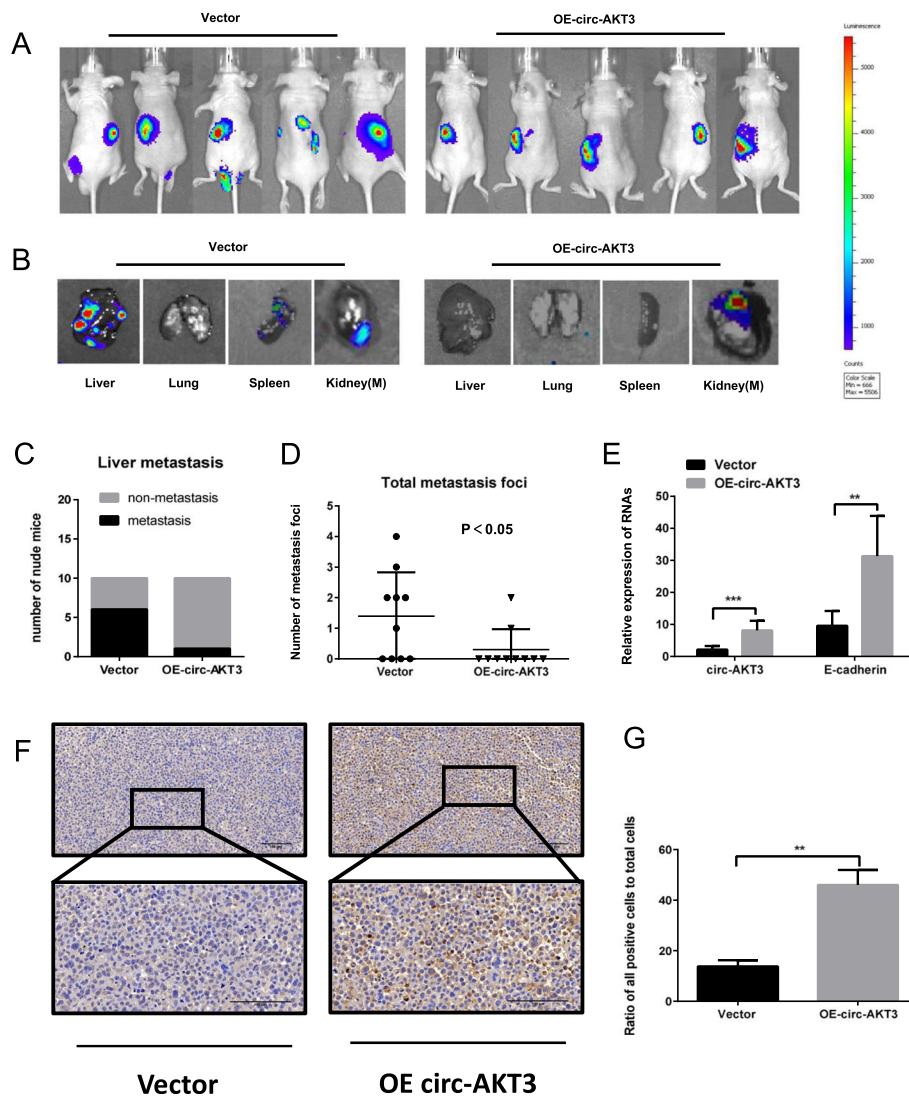 A
Vector
OE-circ-AKT3
Luminescence
5000
4000
3000
2000
1000
Counts
Color Scale
Min = 666
Max = 5506
B
Vector
OE-circ-AKT3
Liver
Lung
Spleen
Kidney(M)
Liver
Lung
Spleen
Kidney(M)
C
Liver metastasis
number of nude mice
20
15
10
5
0
non-metastasis
metastasis
Vector
OE-circ-AKT3
D
Total metastasis foci
P<0.05
Number of metastasis foci
5
4
3
2
1
0
Vector
OE-circ-AKT3
E
Vector
OE-circ-AKT3
Relative expression of RNAs
50
40
30
20
10
0
***
**
circ-AKT3
E-cadherin
F
Vector
OE circ-AKT3
G
Ratio of all positive cells to total cells
60
40
20
0
**
Vector
OE-circ-AKT3